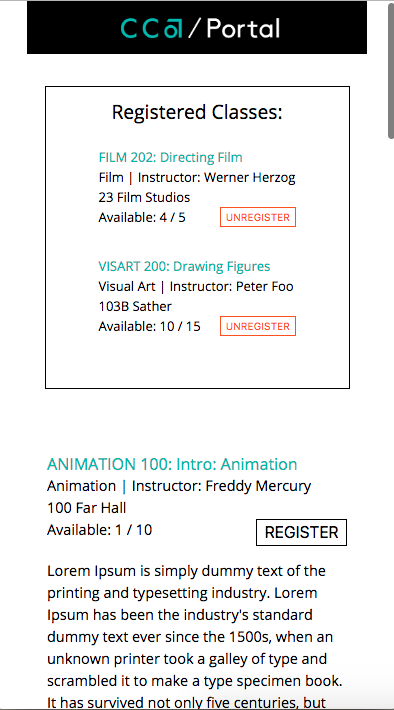 CCA/Portal
Registered Classes:
FILM 202: Directing Film
Film | Instructor: Werner Herzog
23 Film Studios
Available: 4 / 5
UNREGISTER
VISART 200: Drawing Figures
Visual Art | Instructor: Peter Foo
103B Sather
Available: 10 / 15
UNREGISTER
ANIMATION 100: Intro: Animation
Animation | Instructor: Freddy Mercury
100 Far Hall
Available: 1 / 10
REGISTER
Lorem Ipsum is simply dummy text of the
printing and typesetting industry. Lorem
Ipsum has been the industry's standard
dummy text ever since the 1500s, when an
unknown printer took a galley of type and
scrambled it to make a type specimen book.
It has survived not only five centuries, but